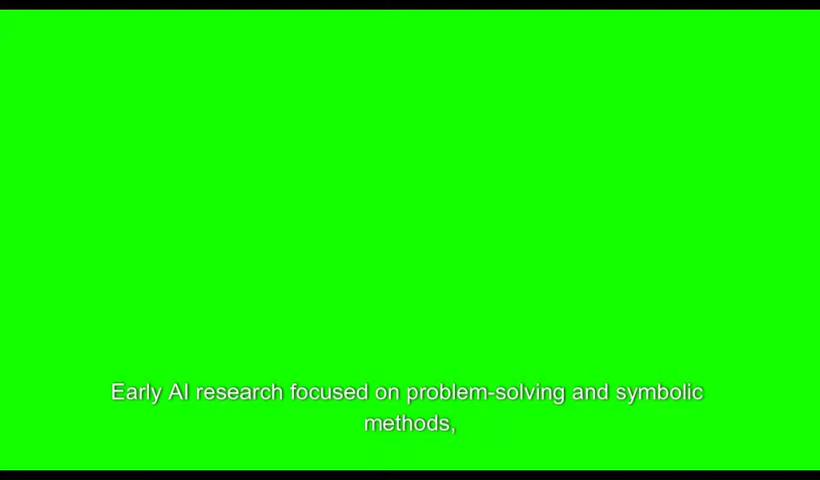 Early AI research focused on problem-solving and symbolic
methods,